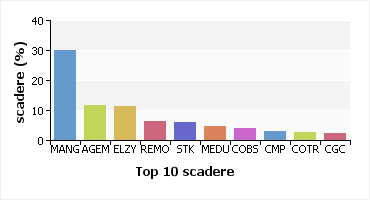 40
30
20
10
0
scadere (%)
MANG AGEM ELZY REMO STK MEDU COBS CMP COTR CGC
Top 10 scadere